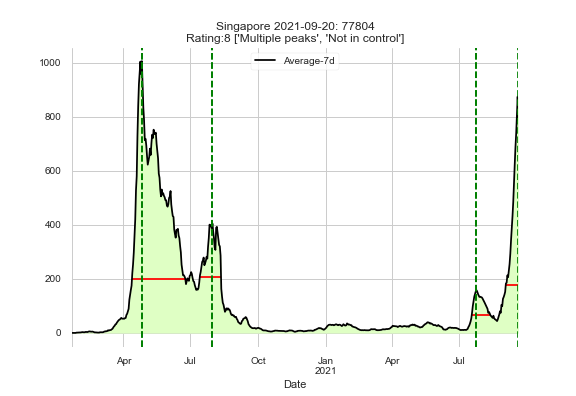 Singapore 2021-09-20: 77804
Rating:8 ['Multiple peaks', 'Not in control']
Average-7d
1000
800
600
400
200
0
Apr Jul Oct Jan Apr Jul
2021
Date